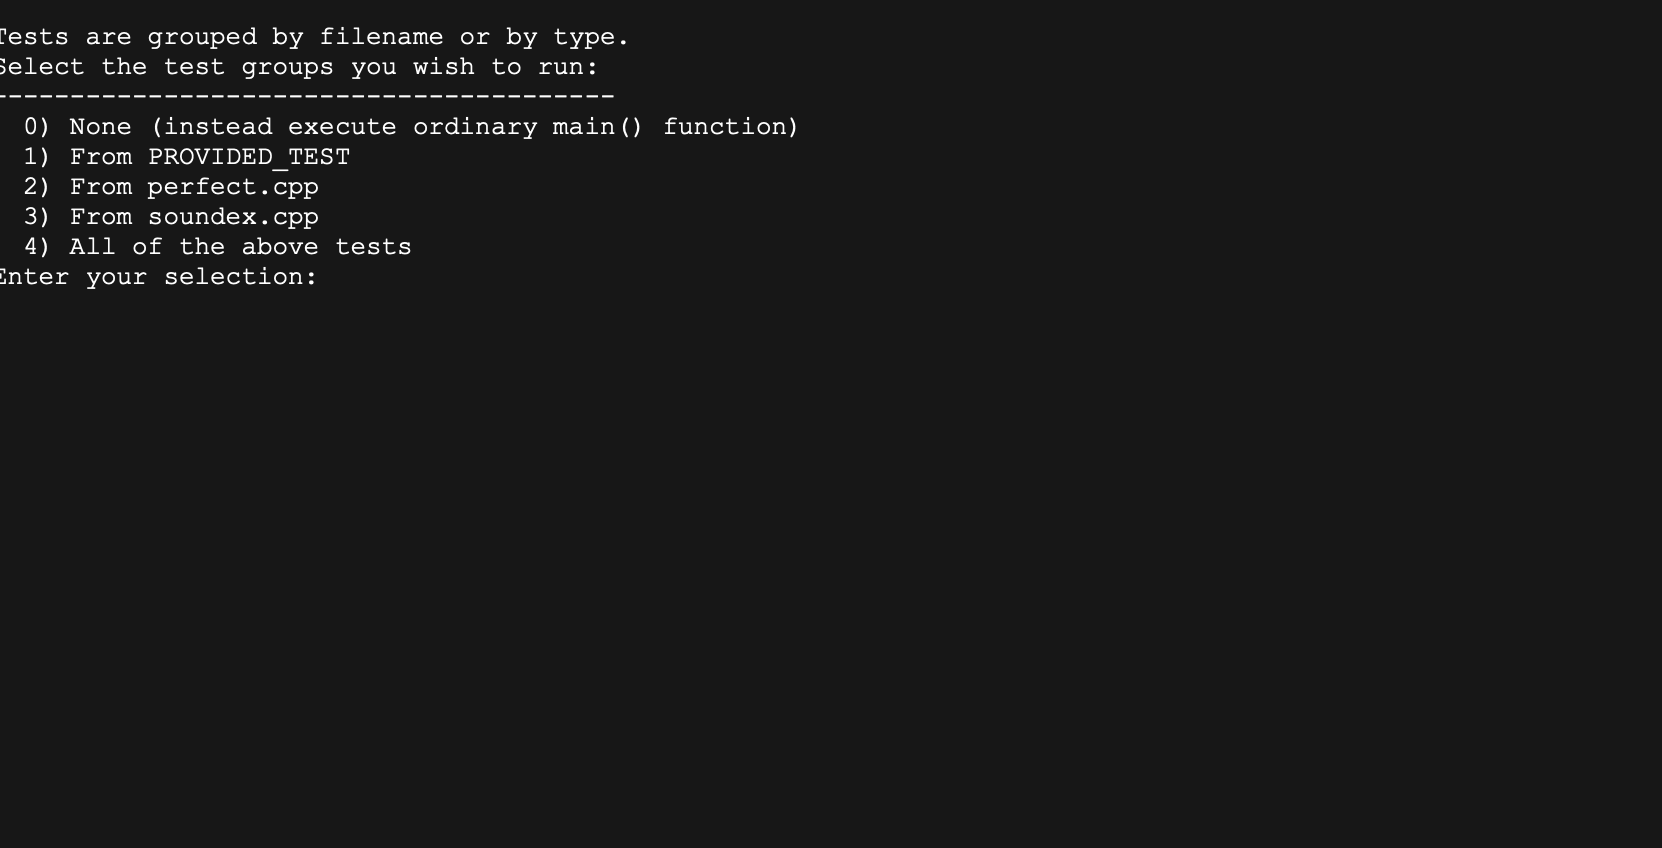 Tests are grouped by filename or by type.
Select the test groups you wish to run:
----------------------------------------
0) None (instead execute ordinary main() function)
1) From PROVIDED_TEST
2) From perfect.cpp
3) From soundex.cpp
4) All of the above tests
Enter your selection: